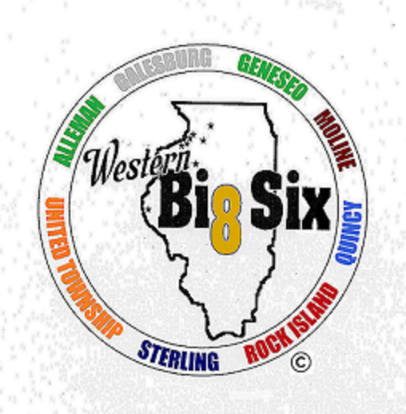 GALESBURG
GENESEO
MOLINE
QUINCY
ROCK ISLAND
STERLING
UNITED TOWNSHIP
ALLEMAN
Western
Bi8 Six
©